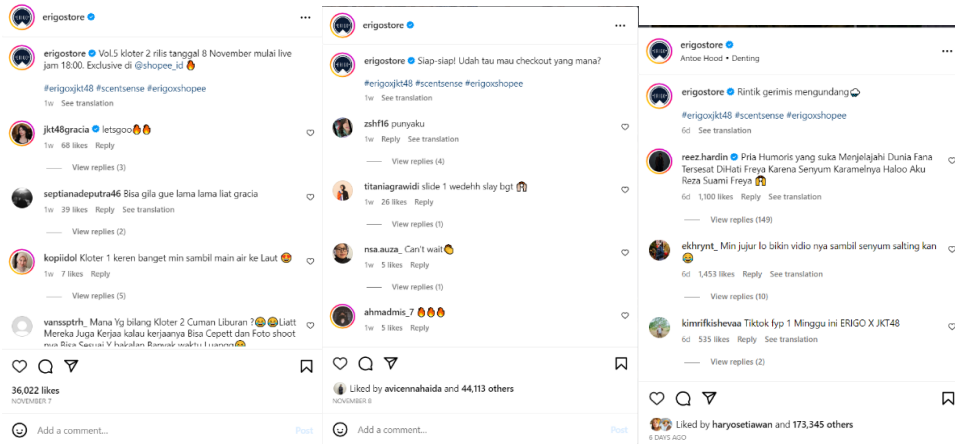 erigostore
erigostore Vol.5 kloter 2 rilis tanggal 8 November mulai live
jam 18:00. Exclusive di @shopee_id 🔥
#erigoxjkt48 #scentsense #erigoxshopee
1w See translation
jkt48gracia letsgoo🔥🔥
1w 68 likes Reply
View replies (3)
septianadeputra46 Bisa gila gue lama lama liat gracia
1w 39 likes Reply See translation
View replies (2)
kopiidol Kloter 1 keren banget min sambil main air ke Laut 🤩
1w 7 likes Reply
View replies (5)
vanssptrh_ Mana Yg bilang Kloter 2 Cuman Liburan ?😂😂Liatt
Mereka Juga Kerjaa kalau kerjaanya Bisa Cepett dan Foto shoot
nya Bisa Sesuai Y bakalan Banyak waktu Luangg
36,022 likes
NOVEMBER 7
Add a comment...
Post
erigostore
erigostore Siap-siap! Udah tau mau checkout yang mana?
#erigoxjkt48 #scentsense #erigoxshopee
1w See translation
zshf16 punyaku
1w Reply See translation
View replies (4)
titaniagrawidi slide 1 wedehh slay bgt
1w 26 likes Reply
View replies (1)
nsa.auza_ Can't wait
1w 5 likes Reply
View replies (1)
ahmadmis_7 🔥🔥🔥
1w 5 likes Reply
Liked by avicennahaida and 44,113 others
NOVEMBER 8
Add a comment...
Post
erigostore
Antoe Hood • Denting
erigostore Rintik gerimis mengundang🌧
#erigoxjkt48 #scentsense #erigoxshopee
6d See translation
reez.hardin Pria Humoris yang suka Menjelajahi Dunia Fana
Tersesat DiHati Freya Karena Senyum Karamelnya Haloo Aku
Reza Suami Freya
6d 1,100 likes Reply See translation
View replies (149)
ekhrynt_ Min jujur lo bikin vidio nya sambil senyum salting kan
😂
6d 1,453 likes Reply See translation
View replies (10)
kimrifkishevaa Tiktok fyp 1 Minggu ini ERIGO X JKT48
6d 535 likes Reply See translation
View replies (2)
Liked by haryosetiawan and 173,345 others
6 DAYS AGO